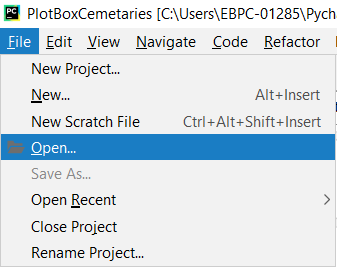 PC PlotBoxCemetaries [C:\Users\EBPC-01285\Pych
File Edit View Navigate Code Refactor
New Project...
New... Alt+Insert
New Scratch File Ctrl+Alt+Shift+Insert
Open...
Save As...
Open Recent
Close Project
Rename Project...